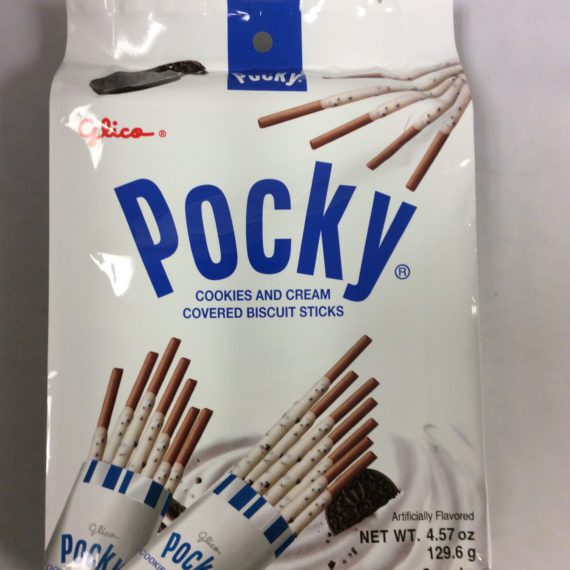 Pocky
Glico ®
Pocky®
COOKIES AND CREAM
COVERED BISCUIT STICKS
Glico
Pocky
Glico
Pocky
Artificially Flavored
NET WT. 4.57 oz
129.6 g